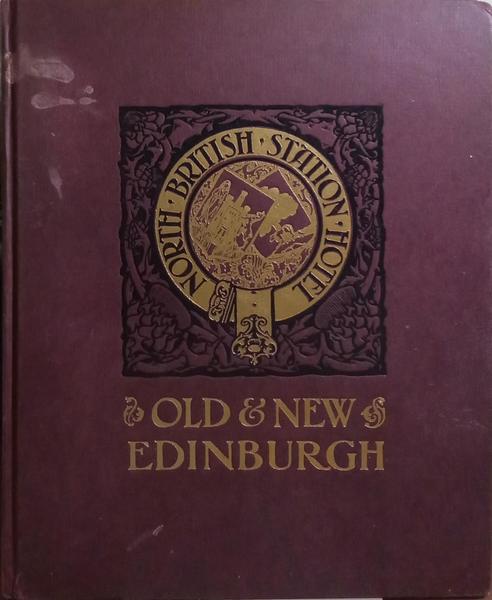 NORTH · BRITISH · STATION · HOTEL
OLD & NEW
EDINBURGH